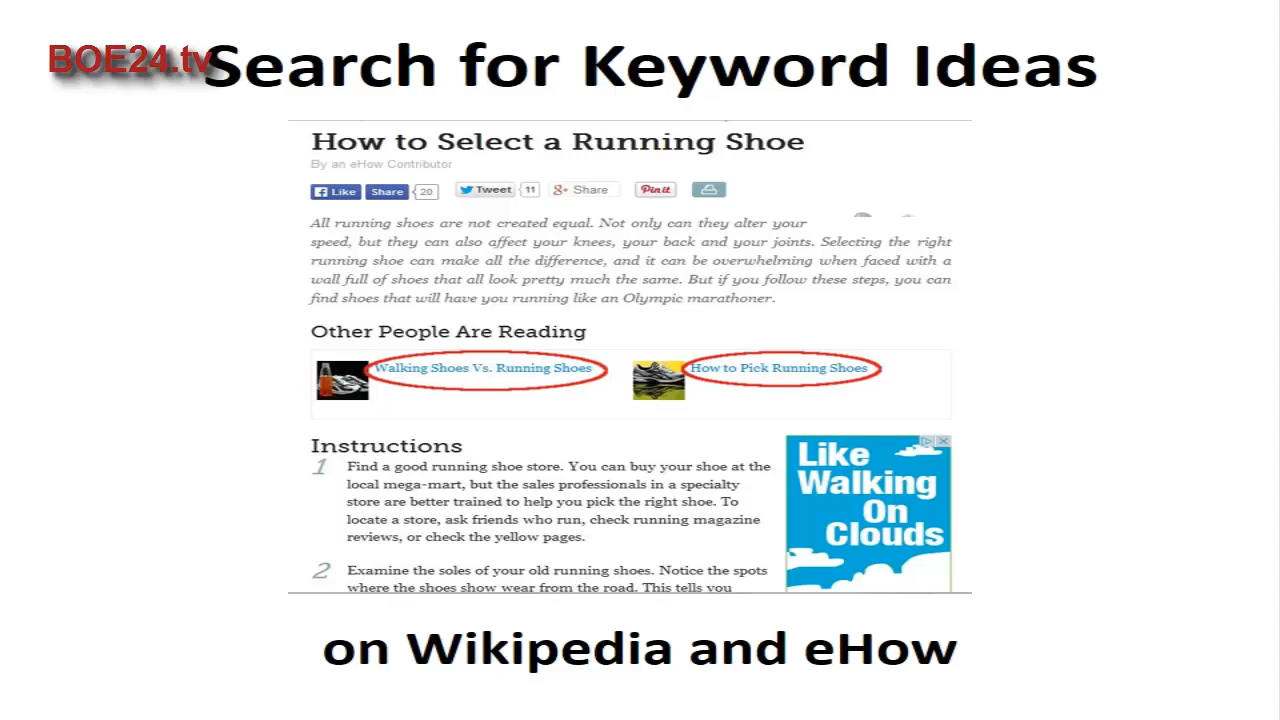 BOE24.tv
Search for Keyword Ideas
How to Select a Running Shoe
By an eHow Contributor
Like Share 20 Tweet 11 Share Pin it
All running shoes are not created equal. Not only can they alter your
speed, but they can also affect your knees, your back and your joints. Selecting the right
running shoe can make all the difference, and it can be overwhelming when faced with a
wall full of shoes that all look pretty much the same. But if you follow these steps, you can
find shoes that will have you running like an Olympic marathoner.
Other People Are Reading
Walking Shoes Vs. Running Shoes
How to Pick Running Shoes
Instructions
1 Find a good running shoe store. You can buy your shoe at the
local mega-mart, but the sales professionals in a specialty
store are better trained to help you pick the right shoe. To
locate a store, ask friends who run, check running magazine
reviews, or check the yellow pages.
2 Examine the soles of your old running shoes. Notice the spots
where the shoes show wear from the road. This tells you
Like
Walking
On
Clouds
on Wikipedia and eHow